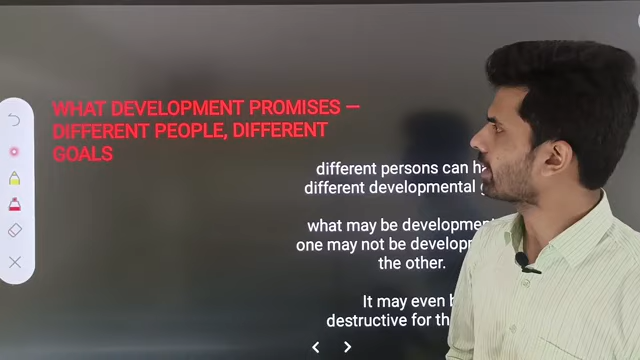 WHAT DEVELOPMENT PROMISES —
DIFFERENT PEOPLE, DIFFERENT
GOALS
different persons can
different developmental
what may be
one may not be
the other.
It may even
destructive for